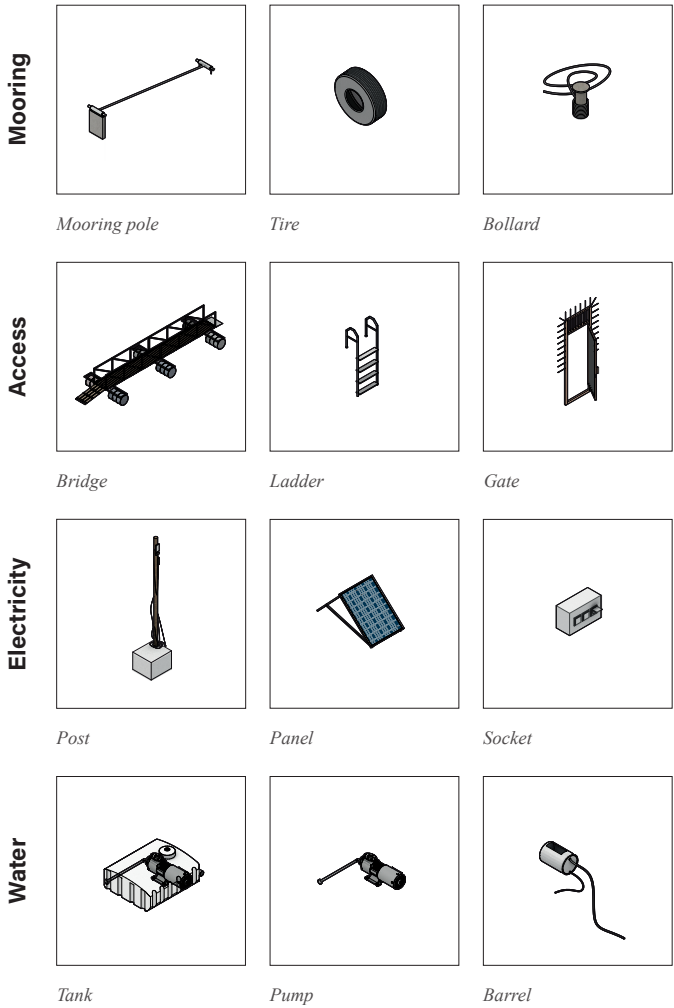 Mooring
Mooring pole
Tire
Bollard
Access
Bridge
Ladder
Gate
Electricity
Post
Panel
Socket
Water
Tank
Pump
Barrel